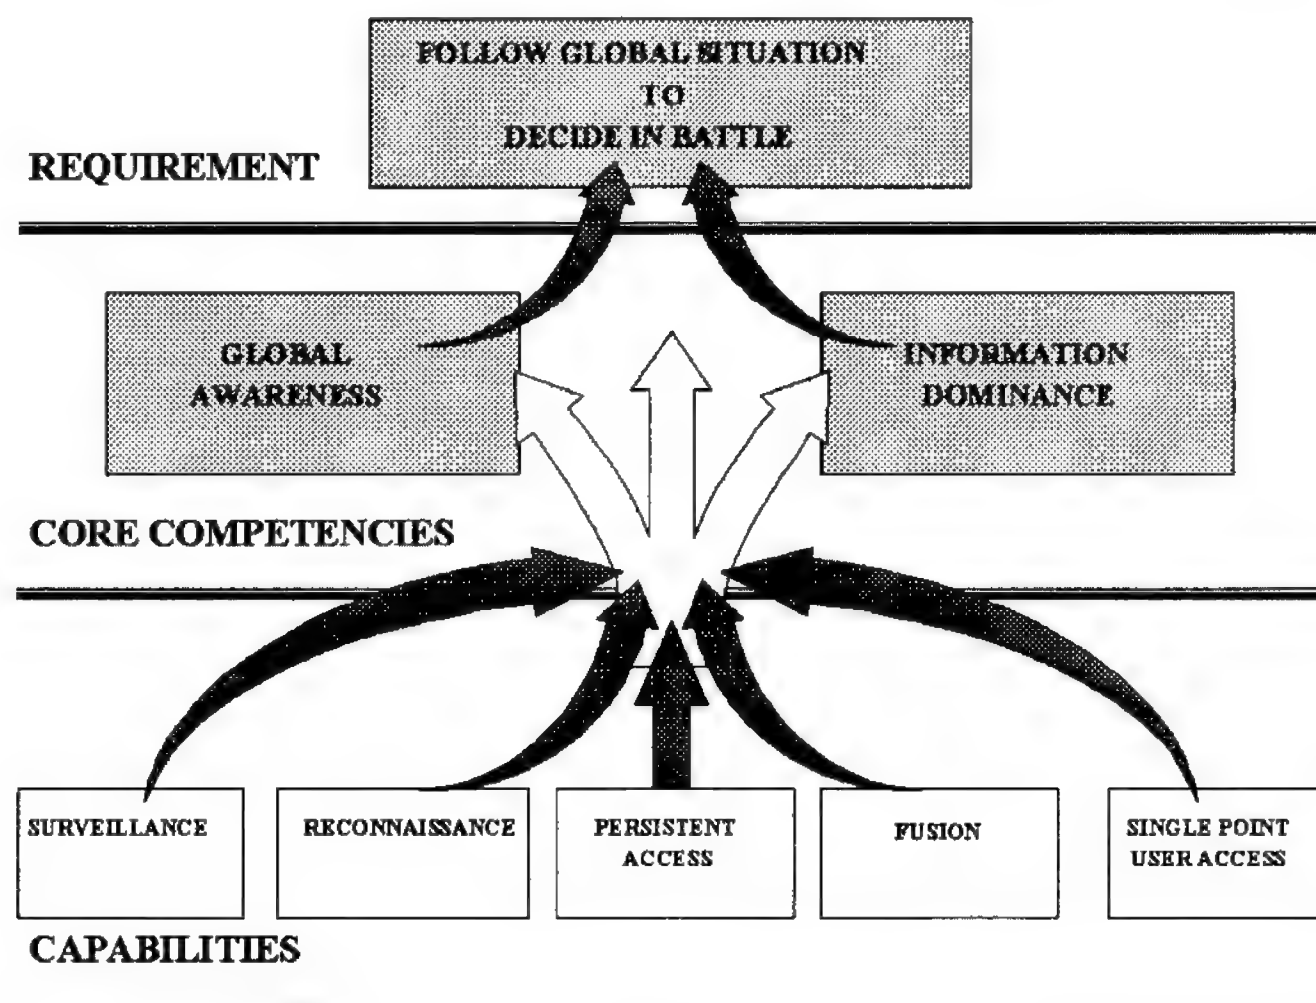 FOLLOW GLOBAL SITUATION
TO
DECIDE IN BATTLE
REQUIREMENT
GLOBAL
AWARENESS
INFORMATION
DOMINANCE
CORE COMPETENCIES
SURVEILLANCE
RECONNAISSANCE
PERSISTENT
ACCESS
FUSION
SINGLE POINT
USER ACCESS
CAPABILITIES